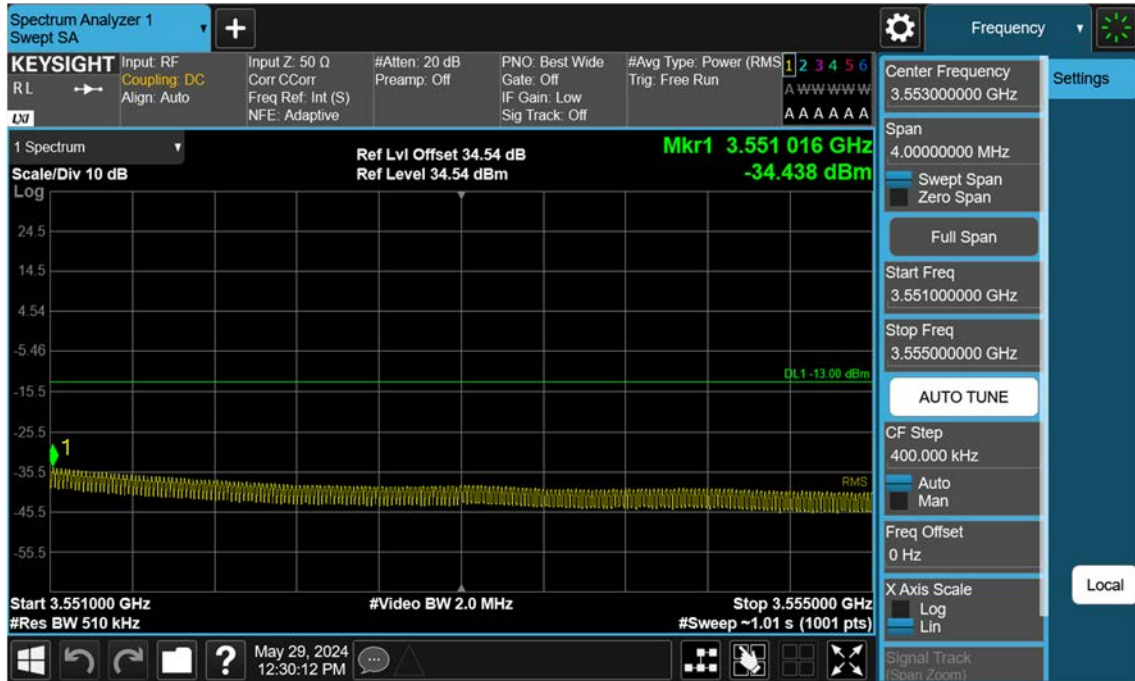 Spectrum Analyzer 1
Swept SA
Frequency
KEYSIGHT
RL
LXI
Input: RF
Coupling: DC
Align: Auto
Input Z: 50 Ω
Corr CCorr
Freq Ref: Int (S)
NFE: Adaptive
#Atten: 20 dB
Preamp: Off
PNO: Best Wide
Gate: Off
IF Gain: Low
Sig Track: Off
#Avg Type: Power (RMS
Trig: Free Run
1 2 3 4 5 6
A W W W W W
A A A A A A
1 Spectrum
Scale/Div 10 dB
Ref Lvl Offset 34.54 dB
Ref Level 34.54 dBm
Mkr1 3.551 016 GHz
-34.438 dBm
Log
24.5
14.5
4.54
-5.46
DL1 -13.00 dBm
-15.5
-25.5
1
-35.5
RMS
-45.5
-55.5
Start 3.551000 GHz
#Res BW 510 kHz
#Video BW 2.0 MHz
Stop 3.555000 GHz
#Sweep ~1.01 s (1001 pts)
Center Frequency
3.553000000 GHz
Settings
Span
4.00000000 MHz
Swept Span
Zero Span
Full Span
Start Freq
3.551000000 GHz
Stop Freq
3.555000000 GHz
AUTO TUNE
CF Step
400.000 kHz
Auto
Man
Freq Offset
0 Hz
X Axis Scale
Log
Lin
Local
Signal Track
(Span Zoom)
?
May 29, 2024
12:30:12 PM